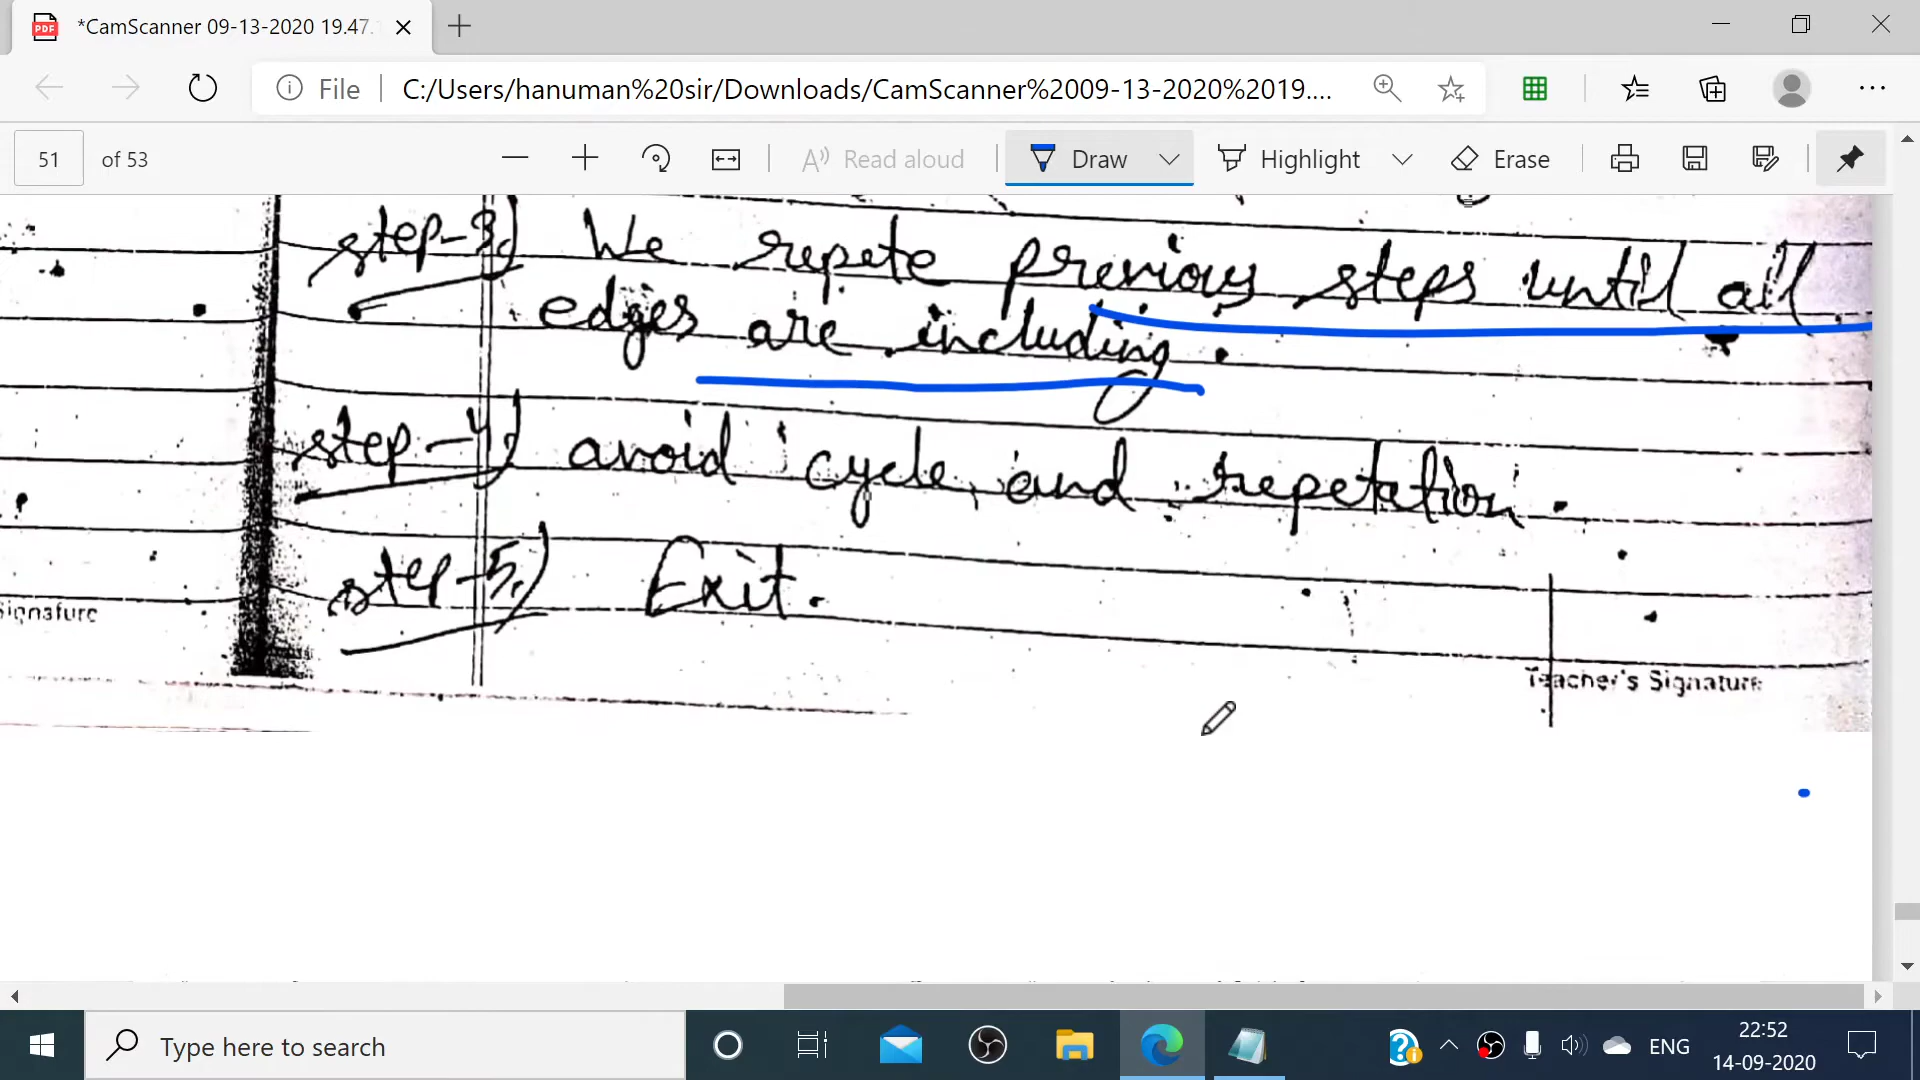 *CamScanner 09-13-2020 19.47.
File
C:/Users/hanuman%20sir/Downloads/CamScanner%2009-13-2020%2019....
51 of 53
Read aloud
Draw
Highlight
Erase
step-3.) We repete previous steps until all
edges are including.
step-4.) avoid cycle and repetation.
step-5.) Exit.
Signature
Teacher's Signature
Type here to search
ENG
22:52
14-09-2020